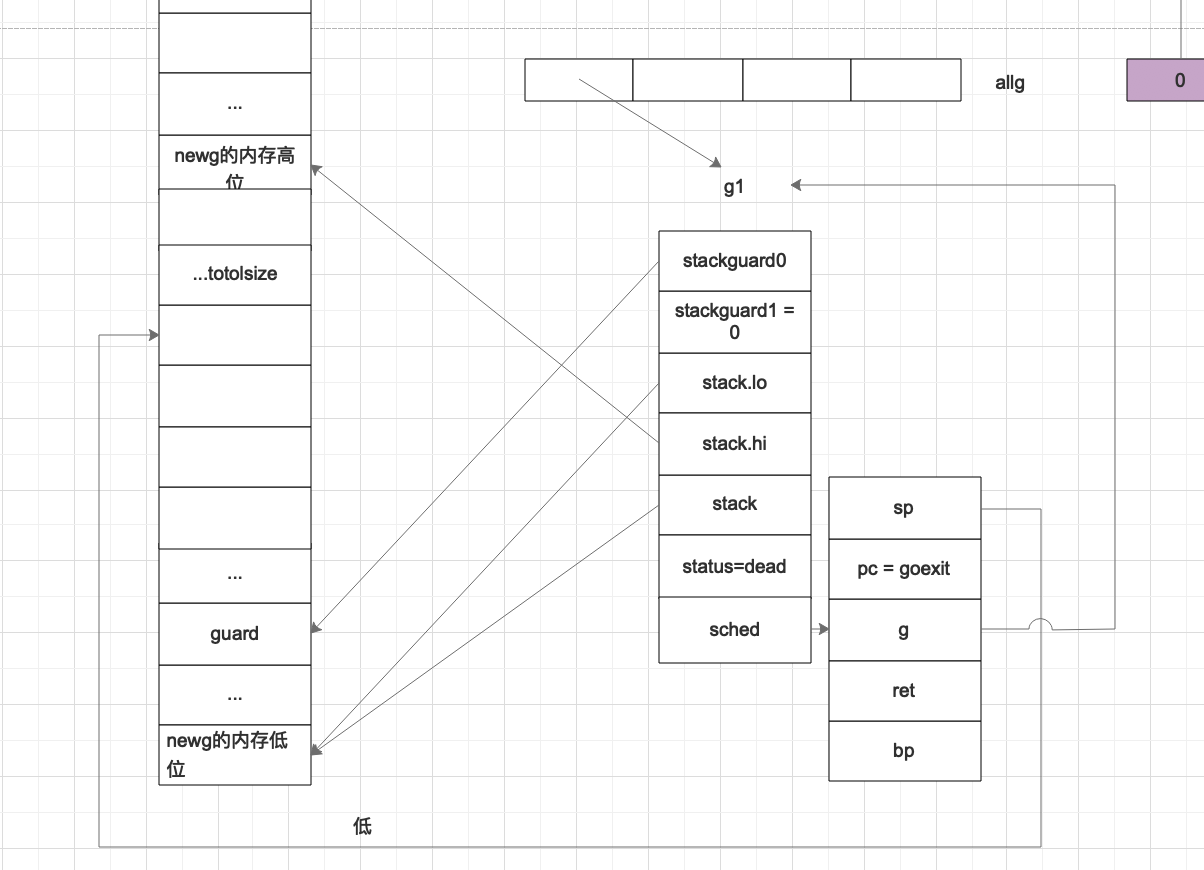 ...
newg的内存高
位
...totolsize
...
guard
...
newg的内存低
位
低
allg
0
g1
stackguard0
stackguard1 =
0
stack.lo
stack.hi
stack
status=dead
sched
sp
pc = goexit
g
ret
bp